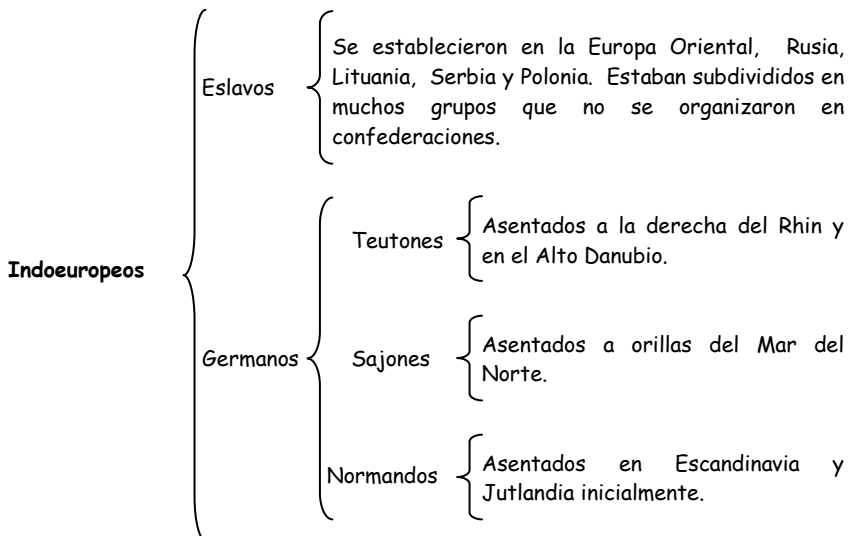 Indoeuropeos
Eslavos
Se establecieron en la Europa Oriental, Rusia,
Lituania, Serbia y Polonia. Estaban subdivididos en
muchos grupos que no se organizaron en
confederaciones.
Germanos
Teutones
Asentados a la derecha del Rhin y
en el Alto Danubio.
Sajones
Asentados a orillas del Mar del
Norte.
Normandos
Asentados en Escandinavia y
Jutlandia inicialmente.